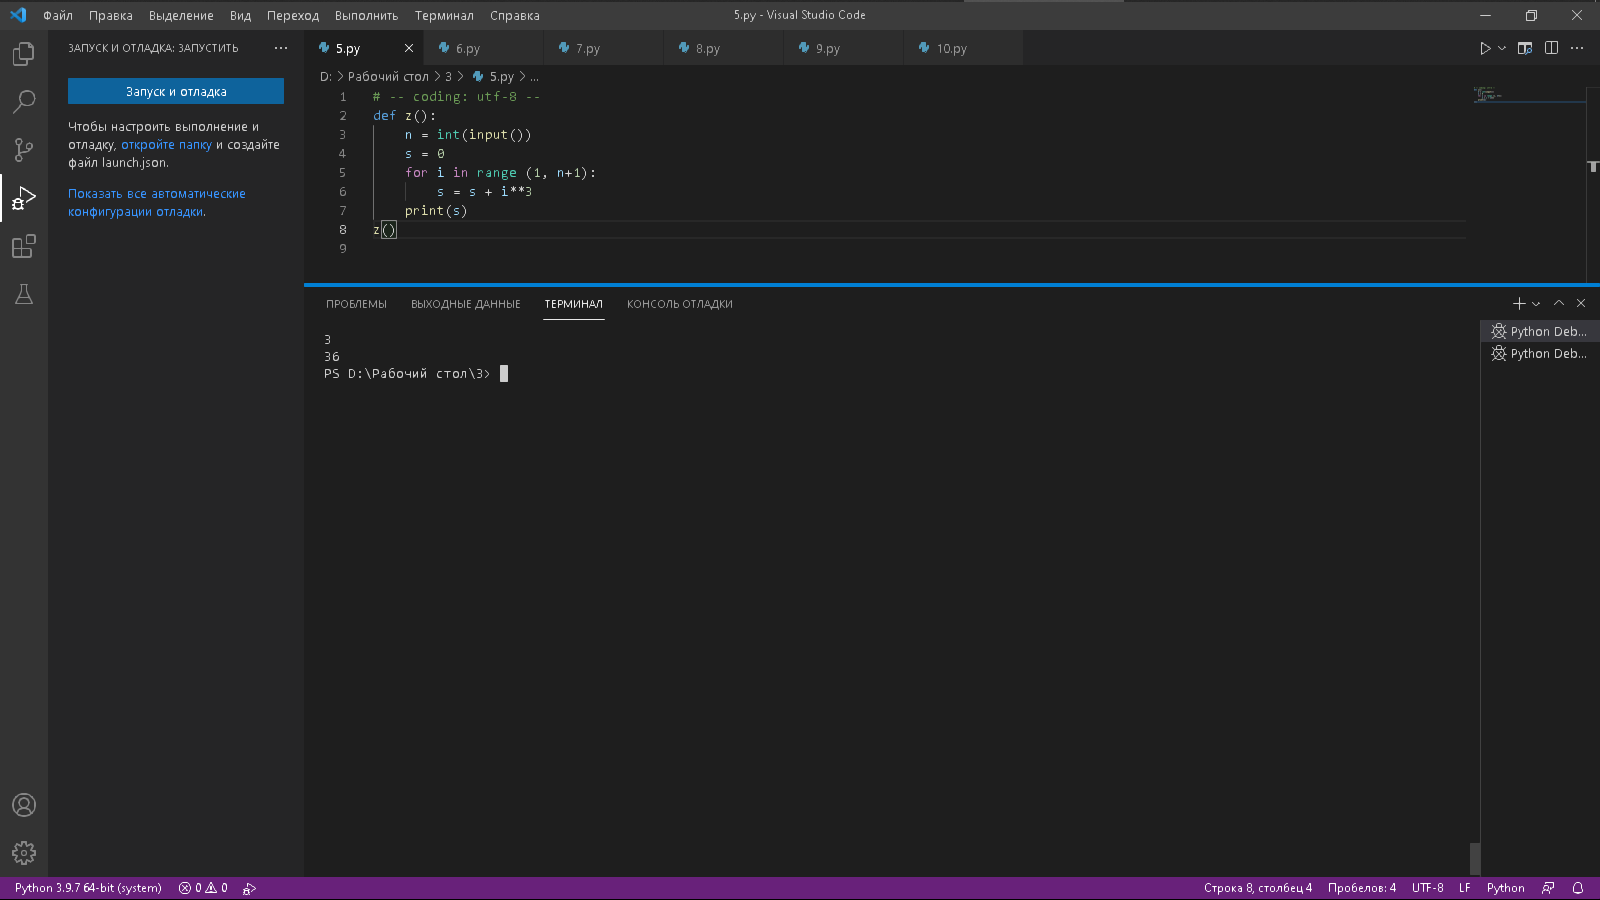 Файл Правка Выделение Вид Переход Выполнить Терминал Справка
5.py - Visual Studio Code
ЗАПУСК И ОТЛАДКА: ЗАПУСТИТЬ
Запуск и отладка
Чтобы настроить выполнение и
отладку, откройте папку и создайте
файл launch.json.
Показать все автоматические
конфигурации отладки.
5.py 6.py 7.py 8.py 9.py 10.py
D: > Рабочий стол > 3 > 5.py > ...
1 # -- coding: utf-8 --
2 def z():
3 n = int(input())
4 s = 0
5 for i in range (1, n+1):
6 s = s + i**3
7 print(s)
8 z()
9
ПРОБЛЕМЫ ВЫХОДНЫЕ ДАННЫЕ ТЕРМИНАЛ КОНСОЛЬ ОТЛАДКИ
3
36
PS D:\Рабочий стол\3>
Python Deb...
Python Deb...
Python 3.9.7 64-bit (system) 0 0
Строка 8, столбец 4 Пробелов: 4 UTF-8 LF Python